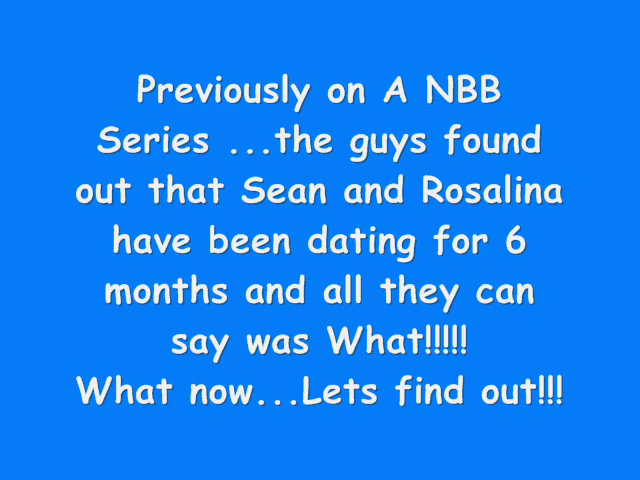 Previously on A NBB
Series ...the guys found
out that Sean and Rosalina
have been dating for 6
months and all they can
say was What!!!!!
What now...Lets find out!!!